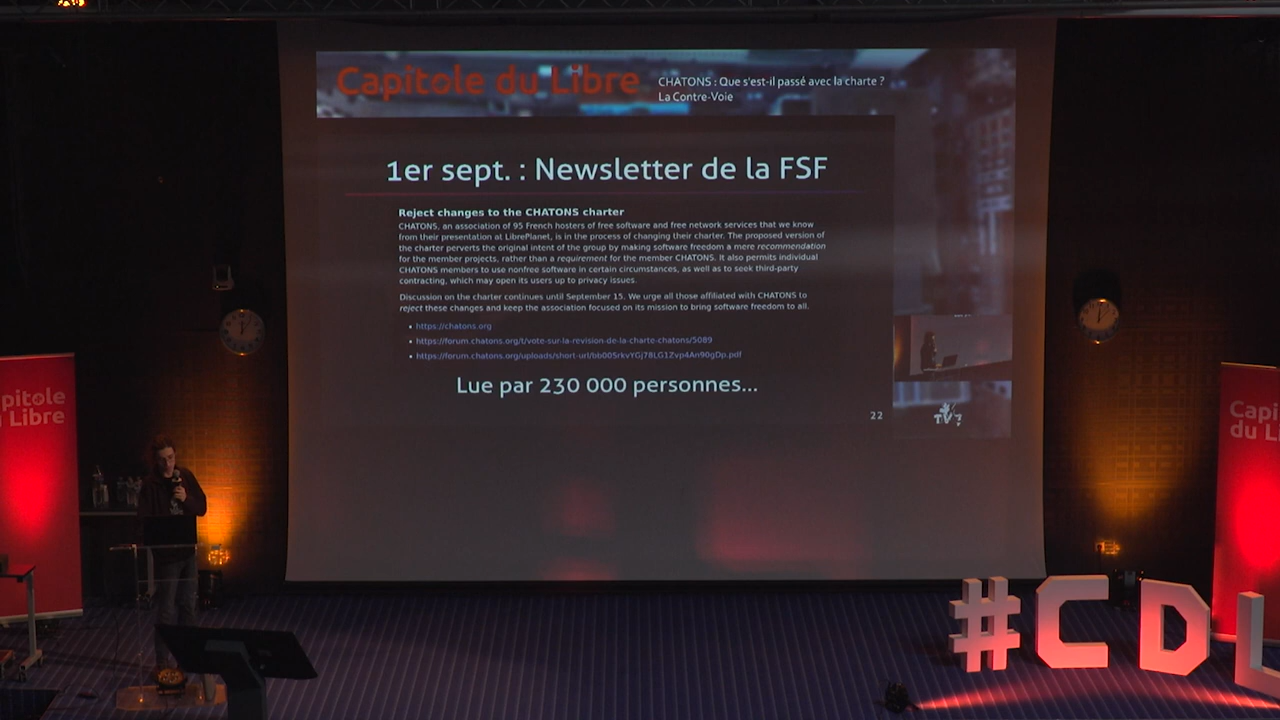 Capitole du Libre
CHATONS : Que s'est-il passé avec la charte ?
La Contre-Voie
1er sept. : Newsletter de la FSF
Reject changes to the CHATONS charter
CHATONS, an association of 95 French hosters of free software and free network services that we know
from their presentation at LibrePlanet, is in the process of changing their charter. The proposed version of
the charter perverts the original intent of the group by making software freedom a mere recommendation
for the member projects, rather than a requirement for the member CHATONS. It also permits individual
CHATONS members to use nonfree software in certain circumstances, as well as to seek third-party
contracting, which may open its users up to privacy issues.
Discussion on the charter continues until September 15. We urge all those affiliated with CHATONS to
reject these changes and keep the association focused on its mission to bring software freedom to all.
https://chatons.org
https://forum.chatons.org/t/vote-sur-la-revision-de-la-charte-chatons/5089
Lue par 230 000 personnes...
22
pitole
u Libre
Capi
du Li
#CDL